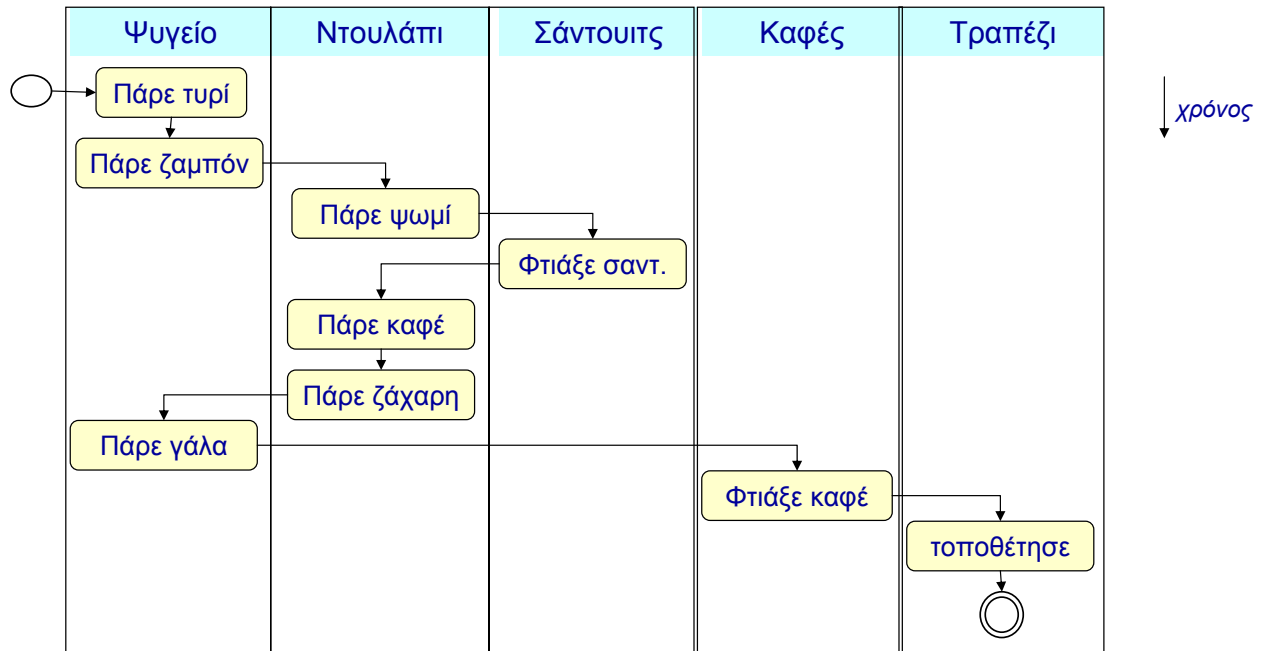 Ψυγείο
Ντουλάπι
Σάντουιτς
Καφές
Τραπέζι
Πάρε τυρί
χρόνος
Πάρε ζαμπόν
Πάρε ψωμί
Φτιάξε σαντ.
Πάρε καφέ
Πάρε ζάχαρη
Πάρε γάλα
Φτιάξε καφέ
τοποθέτησε